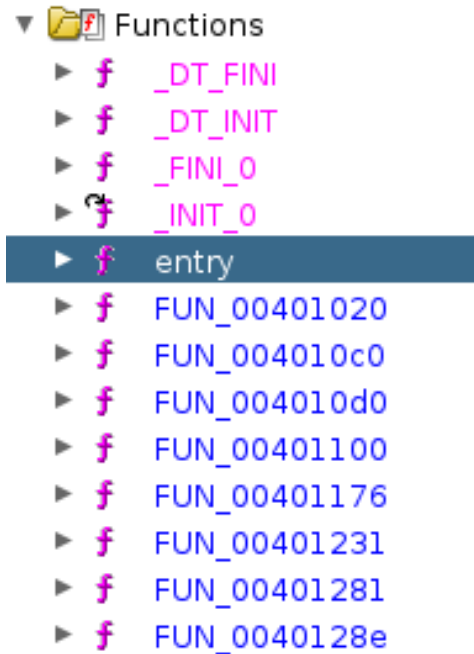 Functions
_DT_FINI
_DT_INIT
_FINI_0
_INIT_0
entry
FUN_00401020
FUN_004010c0
FUN_004010d0
FUN_00401100
FUN_00401176
FUN_00401231
FUN_00401281
FUN_0040128e